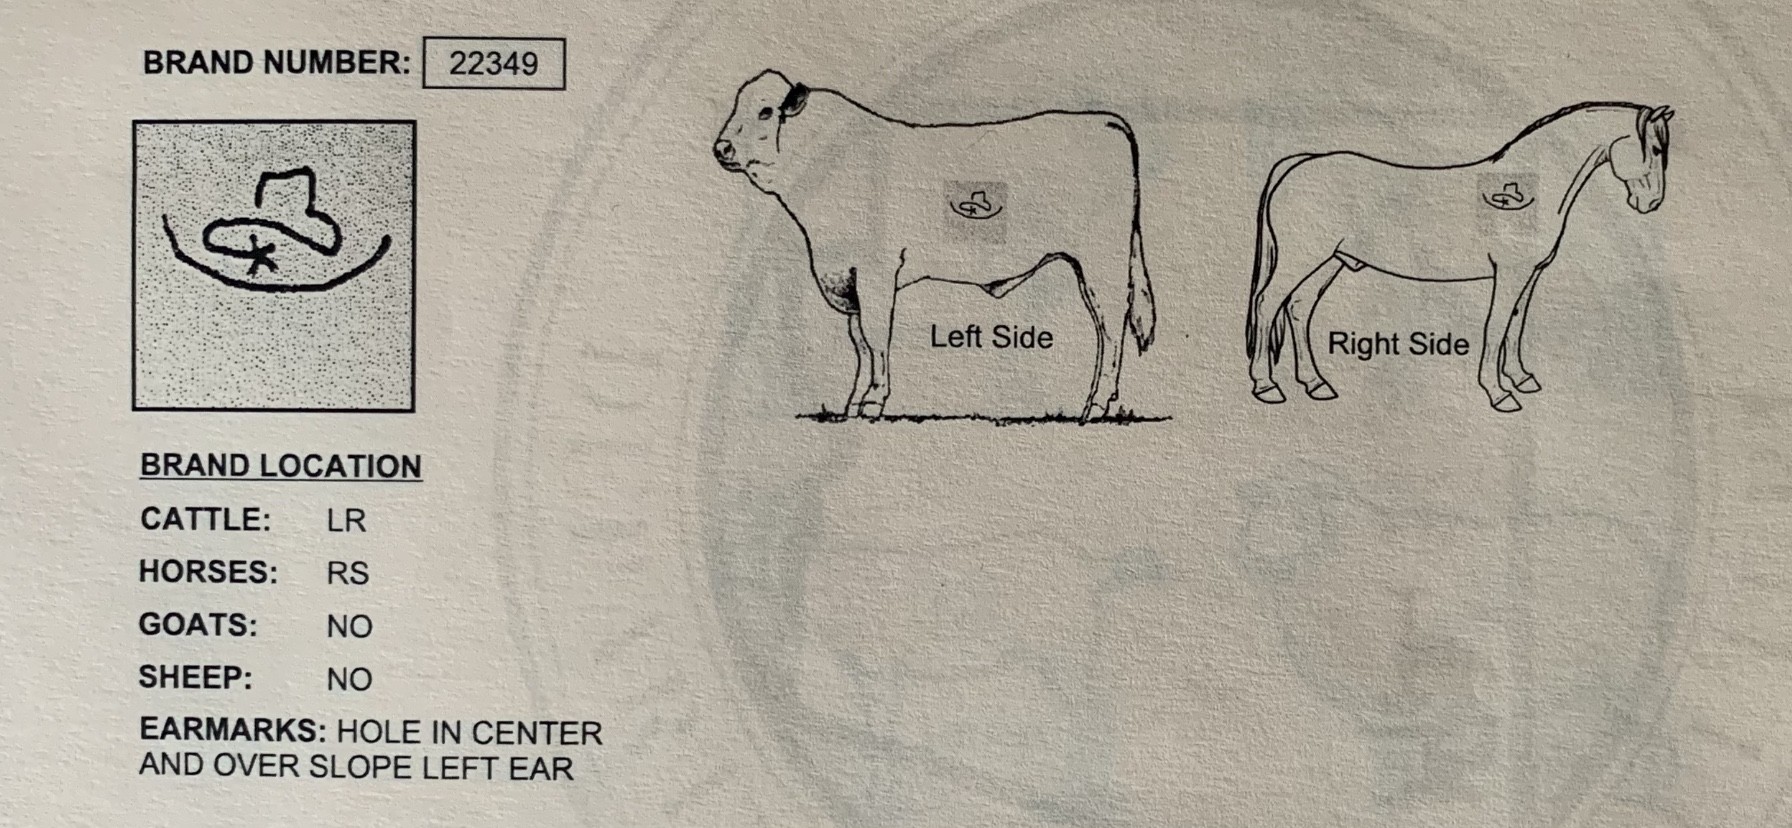 BRAND NUMBER: 22349
Left Side
Right Side
BRAND LOCATION
CATTLE: LR
HORSES: RS
GOATS: NO
SHEEP: NO
EARMARKS: HOLE IN CENTER
AND OVER SLOPE LEFT EAR